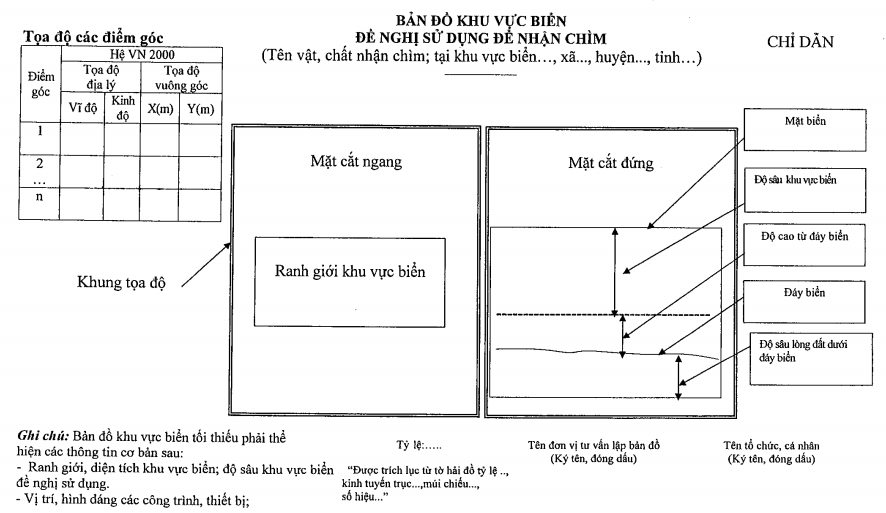 BẢN ĐỒ KHU VỰC BIỂN
ĐỀ NGHỊ SỬ DỤNG ĐỂ NHẬN CHÌM
(Tên vật, chất nhận chìm; tại khu vực biển…, xã..., huyện..., tỉnh…)
CHỈ DẪN
Tọa độ các điểm góc
Hệ VN 2000
Điểm góc
Tọa độ địa lý
Tọa độ vuông góc
Vĩ độ
Kinh độ
X(m)
Y(m)
1
2
…
n
Khung tọa độ
Mặt cắt ngang
Ranh giới khu vực biển
Mặt cắt đứng
Mặt biển
Độ sâu khu vực biển
Độ cao từ đáy biển
Đáy biển
Độ sâu lòng đất dưới
đáy biển
Ghi chú: Bản đồ khu vực biển tối thiểu phải thể
hiện các thông tin cơ bản sau:
- Ranh giới, diện tích khu vực biển; độ sâu khu vực biển
đề nghị sử dụng.
- Vị trí, hình dáng các công trình, thiết bị;
Tỷ lệ:…..
“Được trích lục từ tờ hải đồ tỷ lệ ..,
kinh tuyến trục...,múi chiếu...,
số hiệu...”
Tên đơn vị tư vấn lập bản đồ
(Ký tên, đóng dấu)
Tên tổ chức, cá nhân
(Ký tên, đóng dấu)